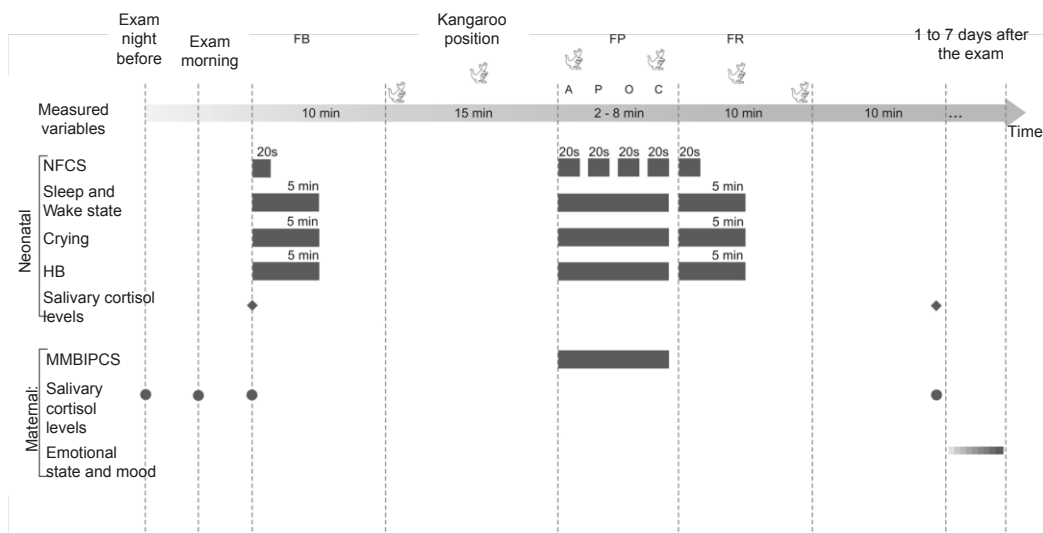 Exam
night
before
Exam
morning
FB
Kangaroo
position
FP
FR
1 to 7 days after
the exam
A P O C
Measured
variables
10 min
15 min
2 - 8 min
10 min
10 min
...
Time
Neonatal
NFCS
20s
20s 20s 20s 20s
20s
Sleep and
Wake state
5 min
5 min
Crying
5 min
5 min
HB
5 min
5 min
Salivary cortisol
levels
Maternal:
MMBIPCS
Salivary
cortisol
levels
Emotional
state and mood